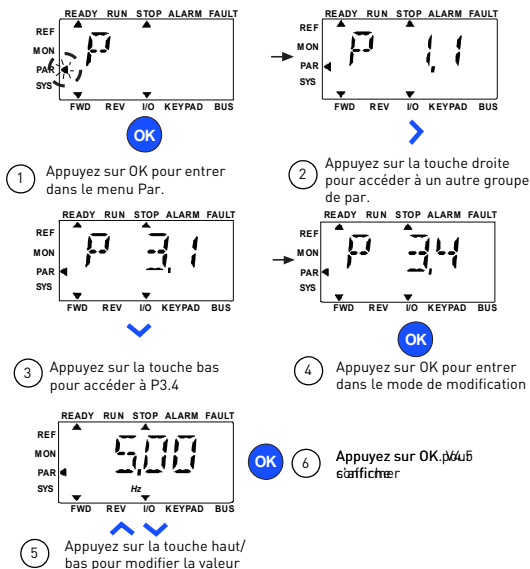 READY RUN STOP ALARM FAULT
REF
MON
PAR
SYS
P
FWD REV I/O KEYPAD BUS
OK
1 Appuyez sur OK pour entrer
dans le menu Par.
READY RUN STOP ALARM FAULT
REF
MON
PAR
SYS
P 1,1
FWD REV I/O KEYPAD BUS
2 Appuyez sur la touche droite
pour accéder à un autre groupe
de par.
READY RUN STOP ALARM FAULT
REF
MON
PAR
SYS
P 3,1
FWD REV I/O KEYPAD BUS
3 Appuyez sur la touche bas
pour accéder à P3.4
READY RUN STOP ALARM FAULT
REF
MON
PAR
SYS
P 3,4
FWD REV I/O KEYPAD BUS
OK
4 Appuyez sur OK pour entrer
dans le mode de modification
READY RUN STOP ALARM FAULT
REF
MON
PAR
SYS
5,00
Hz
FWD REV I/O KEYPAD BUS
5 Appuyez sur la touche haut/
bas pour modifier la valeur
OK
6 Appuyez sur OK